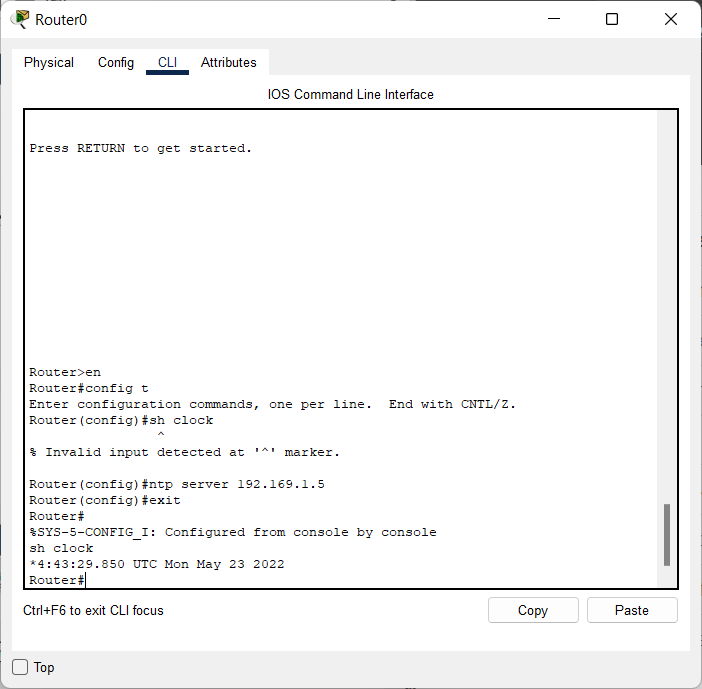 Router0
Physical Config CLI Attributes
IOS Command Line Interface
Press RETURN to get started.
Router>en
Router#config t
Enter configuration commands, one per line.  End with CNTL/Z.
Router(config)#sh clock
^
% Invalid input detected at '^' marker.
Router(config)#ntp server 192.169.1.5
Router(config)#exit
Router#
%SYS-5-CONFIG_I: Configured from console by console
sh clock
*4:43:29.850 UTC Mon May 23 2022
Router#
Ctrl+F6 to exit CLI focus
Copy Paste
Top